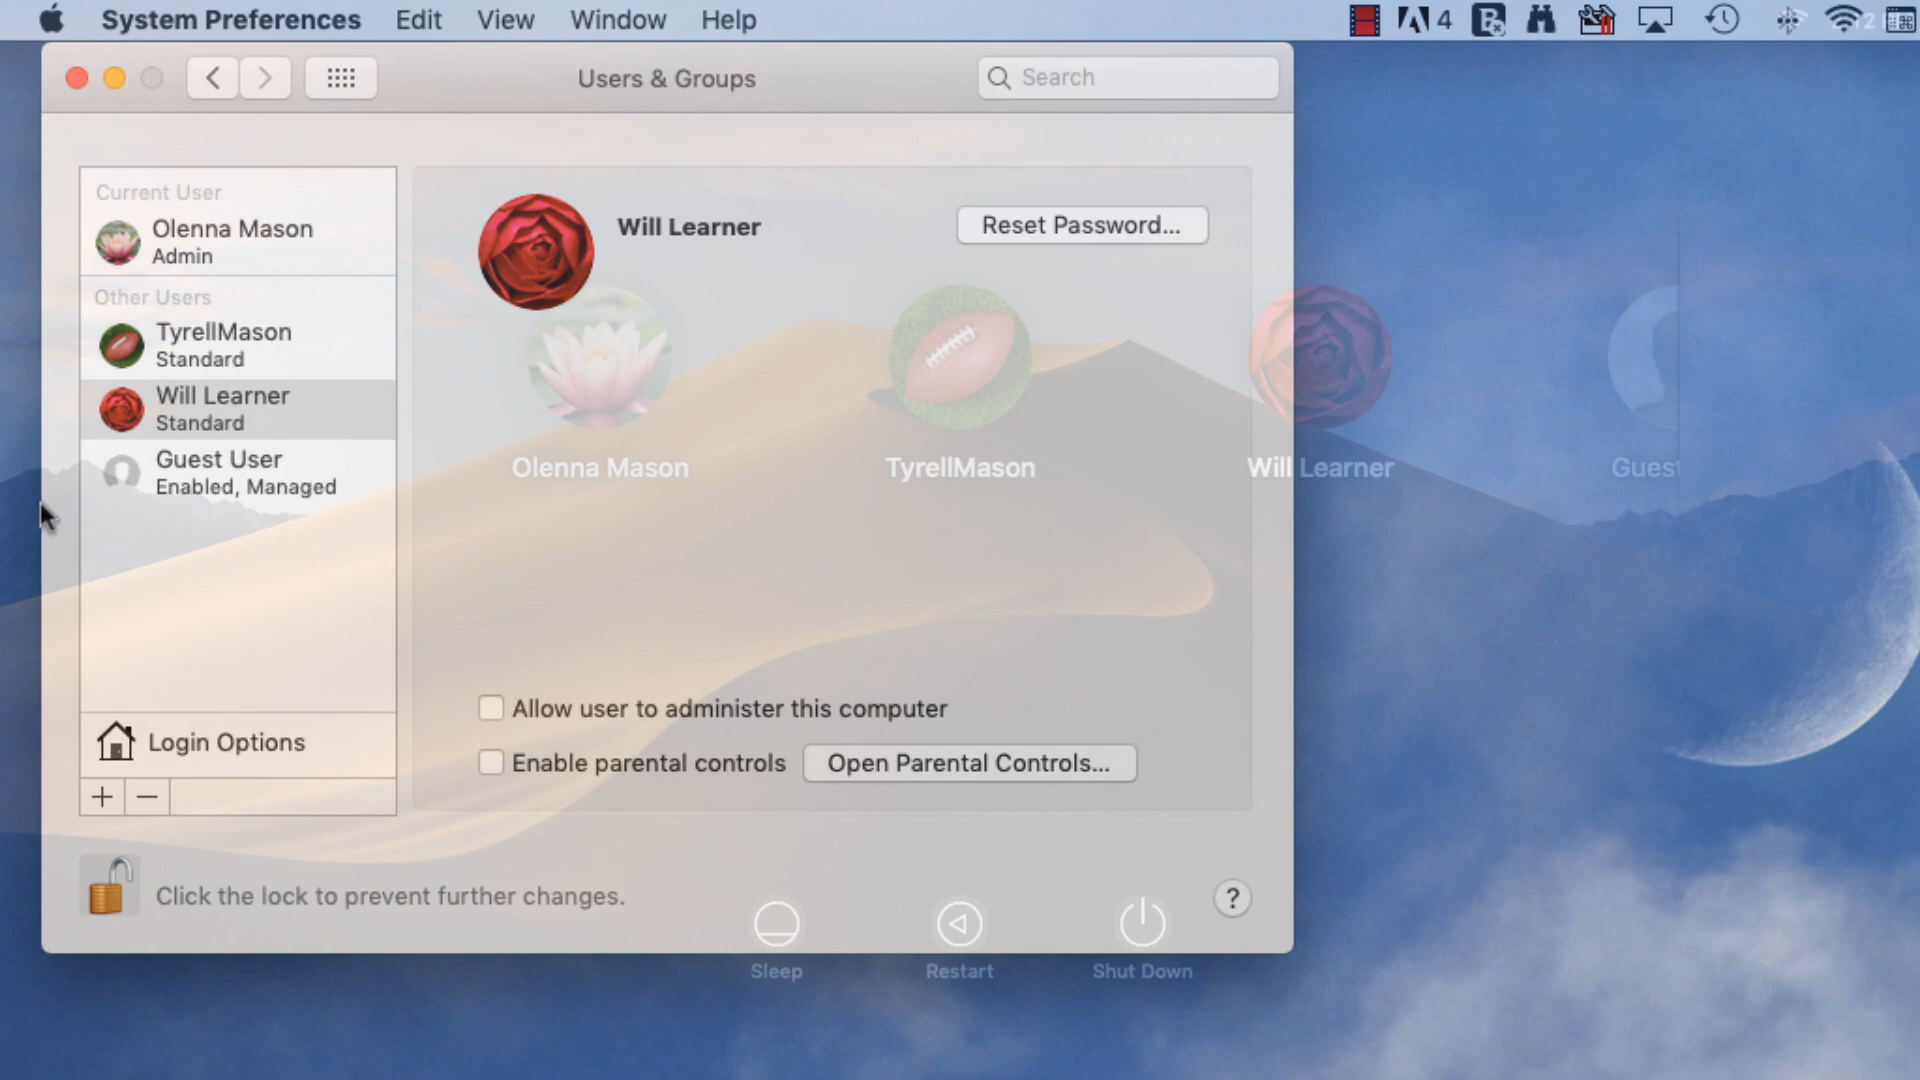 System Preferences Edit View Window Help 4
Users & Groups
Search
Current User
Olenna Mason
Admin
Other Users
TyrellMason
Standard
Will Learner
Standard
Guest User
Enabled, Managed
Login Options
Will Learner
Reset Password...
Olenna Mason
TyrellMason
Will Learner
Guest
Allow user to administer this computer
Enable parental controls
Open Parental Controls...
Click the lock to prevent further changes.
?
Sleep
Restart
Shut Down